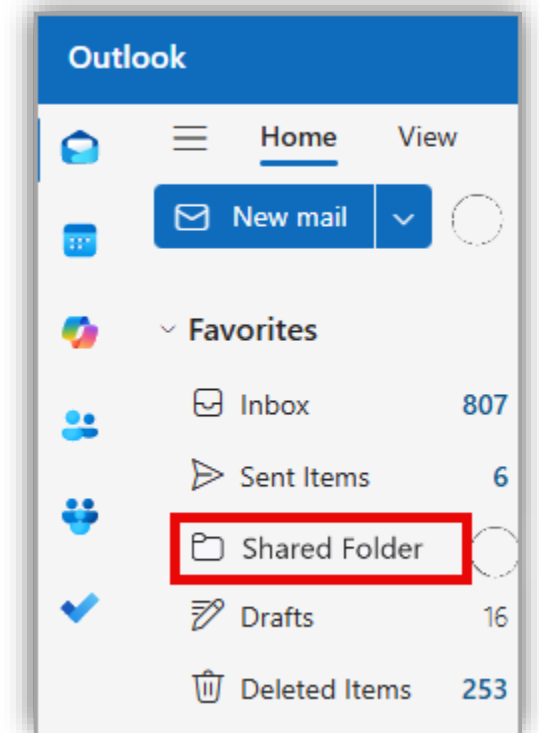 Outlook
Home View
New mail
Favorites
Inbox 807
Sent Items 6
Shared Folder
Drafts 16
Deleted Items 253